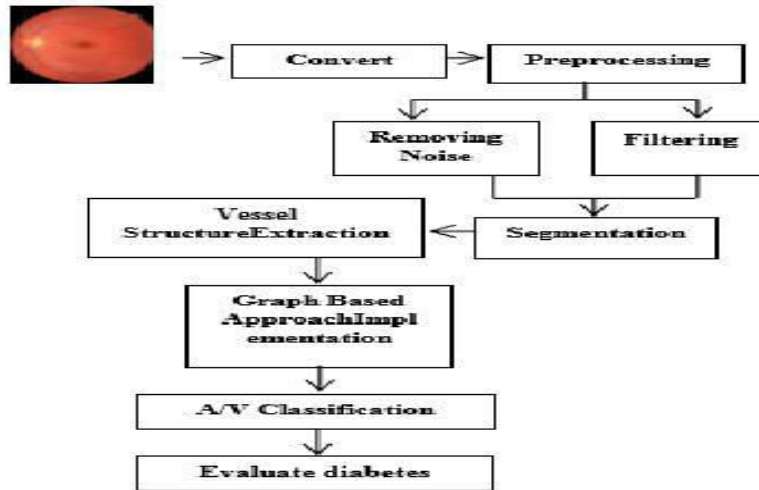 Convert
Preprocessing
Removing
Noise
Filtering
Vessel
StructureExtraction
Segmentation
Graph Based
ApproachImpl
ementation
A/V Classification
Evaluate diabetes